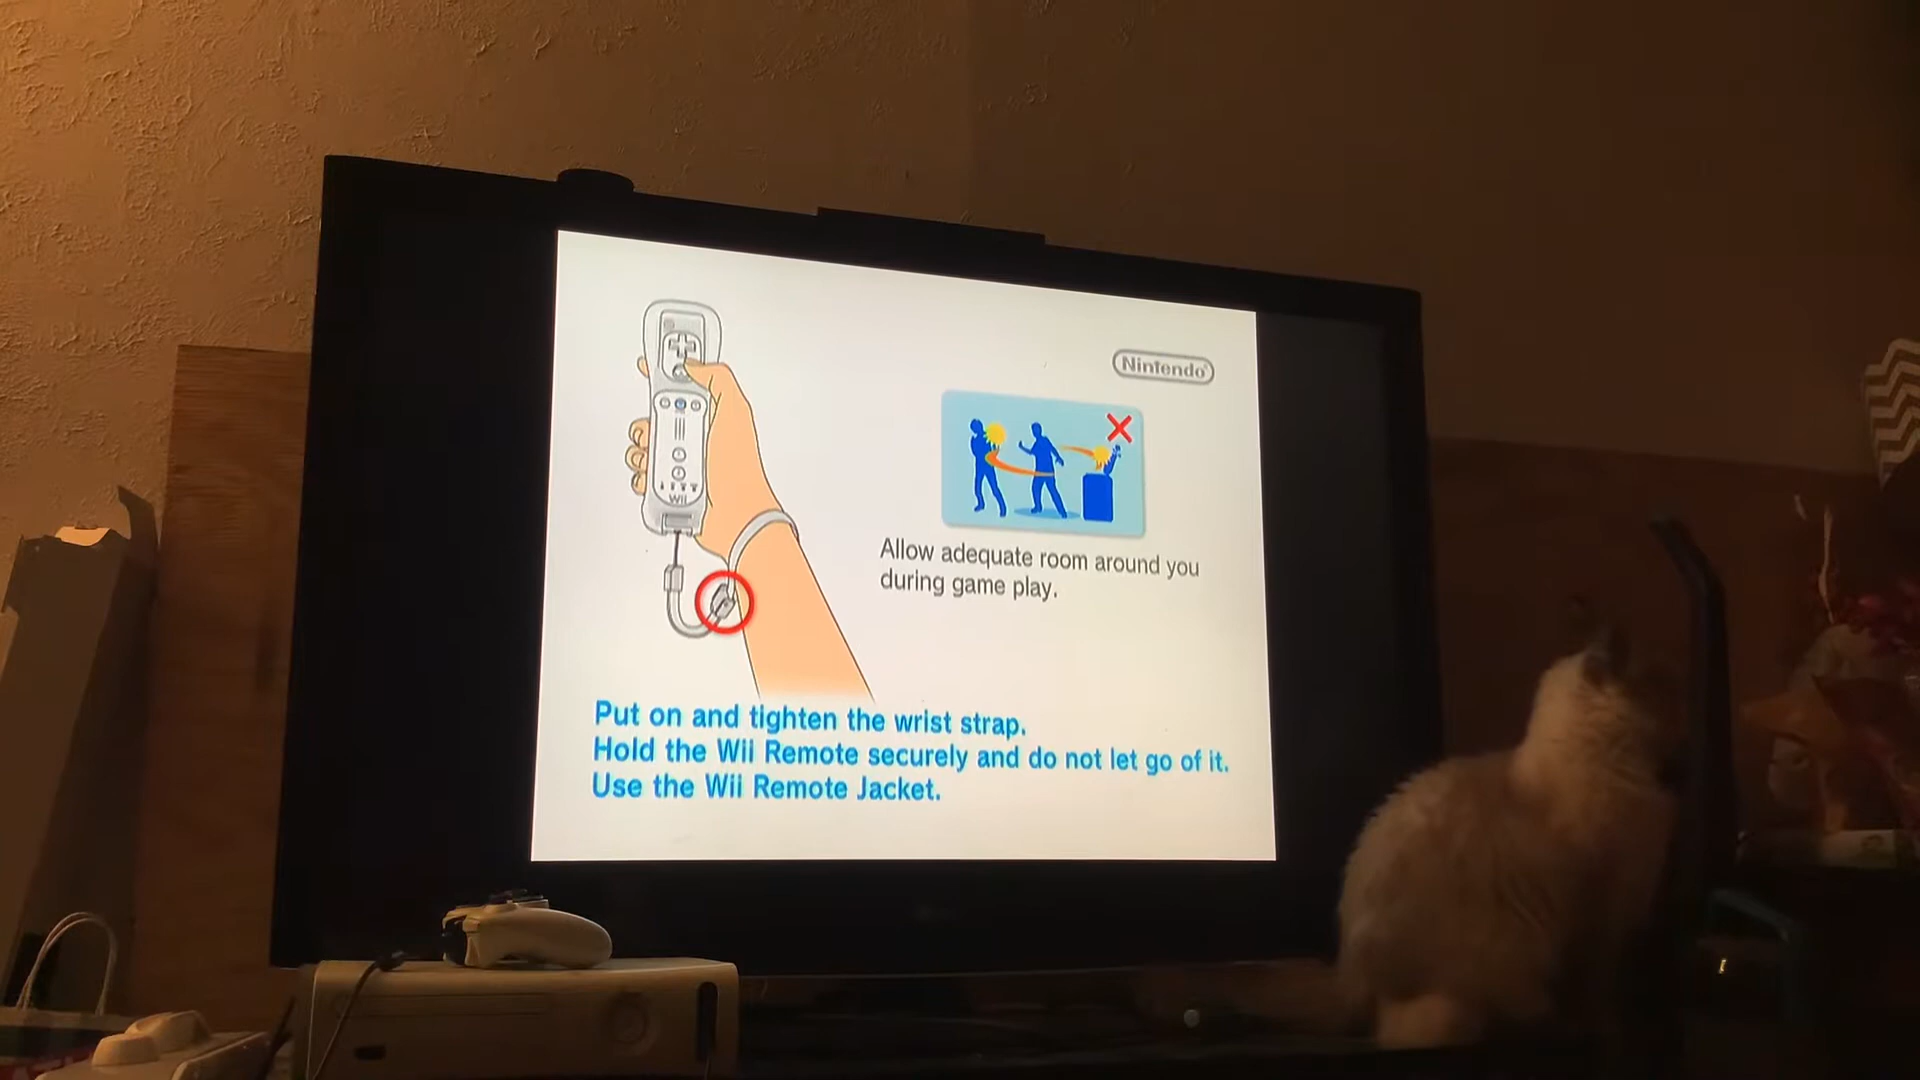 Nintendo
Wii
Allow adequate room around you
during game play.
Put on and tighten the wrist strap.
Hold the Wii Remote securely and do not let go of it.
Use the Wii Remote Jacket.